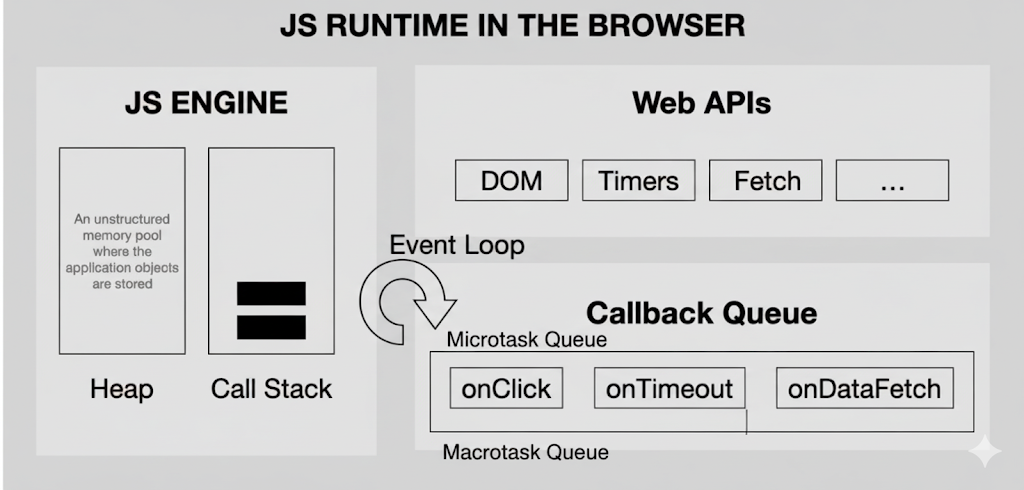 JS RUNTIME IN THE BROWSER
JS ENGINE
An unstructured
memory pool
where the
application objects
are stored
Heap
Call Stack
Event Loop
Web APIs
DOM
Timers
Fetch
...
Callback Queue
Microtask Queue
onClick
onTimeout
onDataFetch
Macrotask Queue